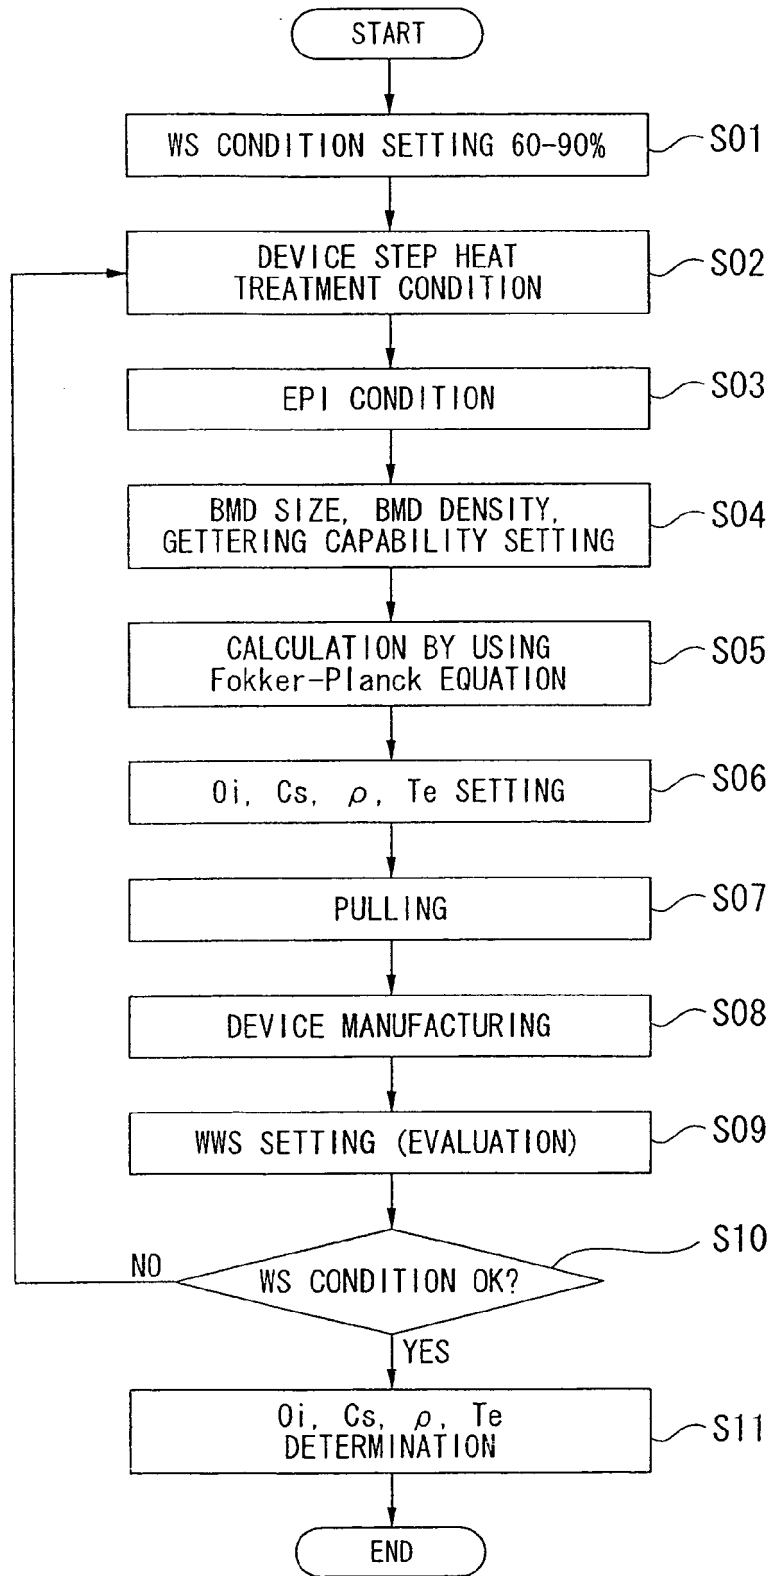 START
WS CONDITION SETTING 60-90%
S01
DEVICE STEP HEAT
TREATMENT CONDITION
S02
EPI CONDITION
S03
BMD SIZE, BMD DENSITY,
GETTERING CAPABILITY SETTING
S04
CALCULATION BY USING
Fokker-Planck EQUATION
S05
Oi, Cs, ρ, Te SETTING
S06
PULLING
S07
DEVICE MANUFACTURING
S08
WWS SETTING (EVALUATION)
S09
WS CONDITION OK?
S10
NO
YES
Oi, Cs, ρ, Te
DETERMINATION
S11
END